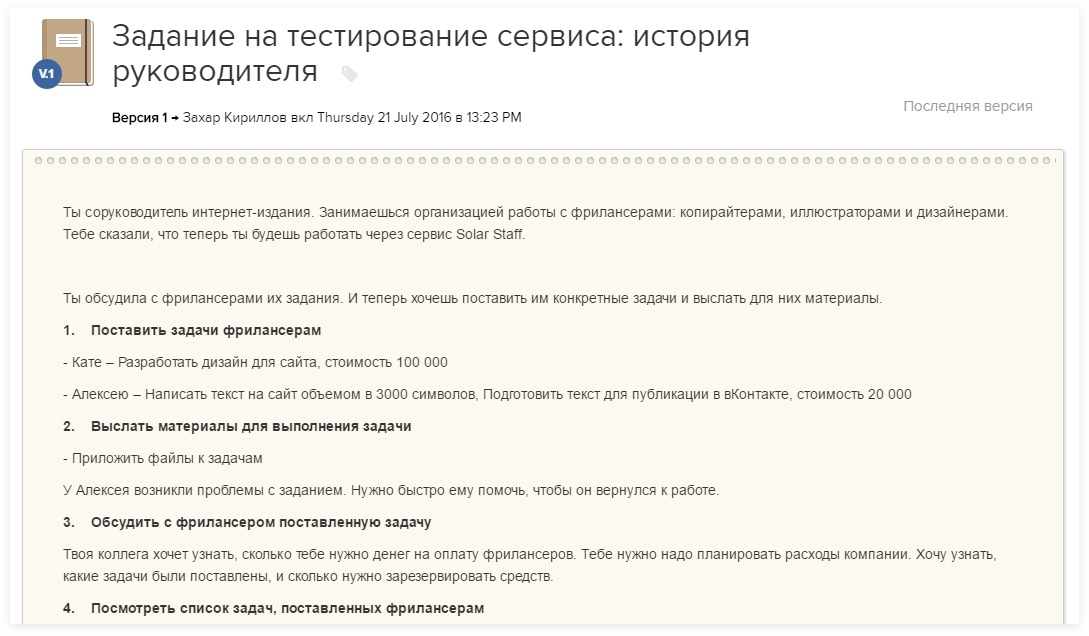 Задание на тестирование сервиса: история
руководителя
V.1
Версия 1 → Захар Кириллов вкл Thursday 21 July 2016 в 13:23 PM
Последняя версия
Ты соруководитель интернет-издания. Занимаешься организацией работы с фрилансерами: копирайтерами, иллюстраторами и дизайнерами.
Тебе сказали, что теперь ты будешь работать через сервис Solar Staff.
Ты обсудила с фрилансерами их задания. И теперь хочешь поставить им конкретные задачи и выслать для них материалы.
1. Поставить задачи фрилансерам
- Кате – Разработать дизайн для сайта, стоимость 100 000
- Алексею – Написать текст на сайт объемом в 3000 символов, Подготовить текст для публикации в вКонтакте, стоимость 20 000
2. Выслать материалы для выполнения задачи
- Приложить файлы к задачам
У Алексея возникли проблемы с заданием. Нужно быстро ему помочь, чтобы он вернулся к работе.
3. Обсудить с фрилансером поставленную задачу
Твоя коллега хочет узнать, сколько тебе нужно денег на оплату фрилансеров. Тебе нужно надо планировать расходы компании. Хочу узнать,
какие задачи были поставлены, и сколько нужно зарезервировать средств.
4. Посмотреть список задач, поставленных фрилансерам